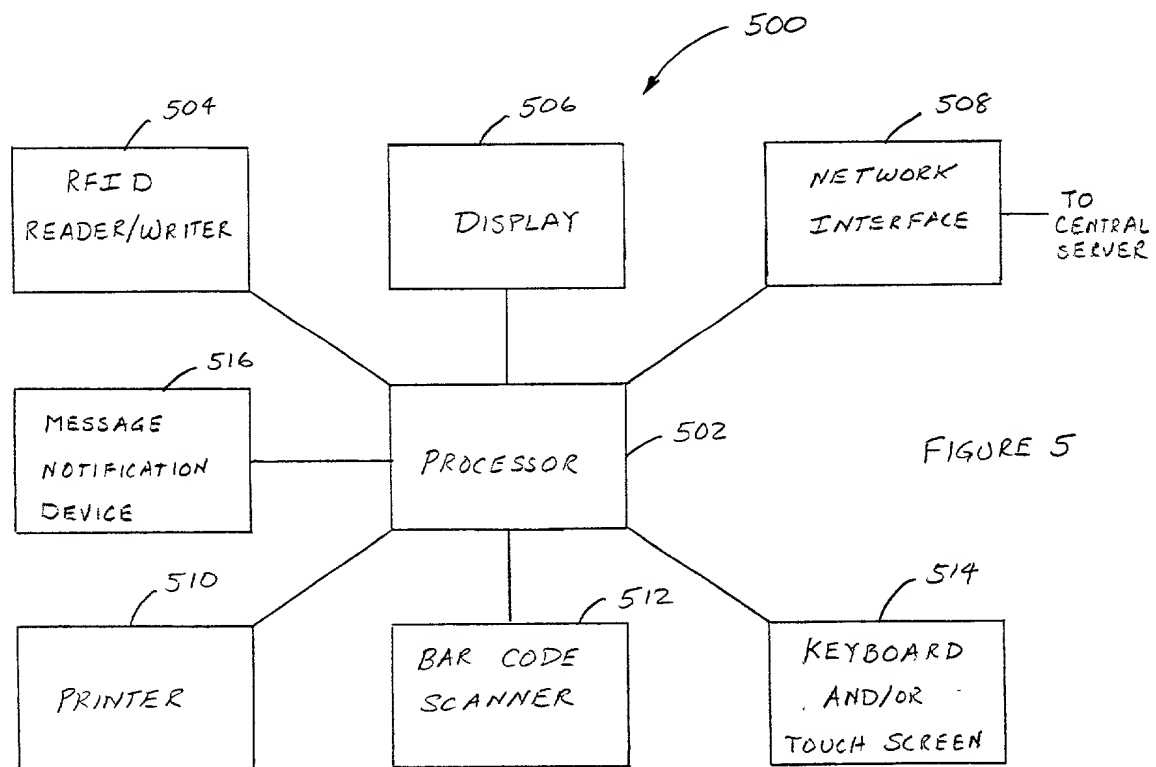 500
504
506
508
RFID
READER/WRITER
DISPLAY
NETWORK
INTERFACE
TO
CENTRAL
SERVER
516
MESSAGE
NOTIFICATION
DEVICE
PROCESSOR
502
FIGURE 5
510
512
514
PRINTER
BAR CODE
SCANNER
KEYBOARD
AND/OR
TOUCH SCREEN